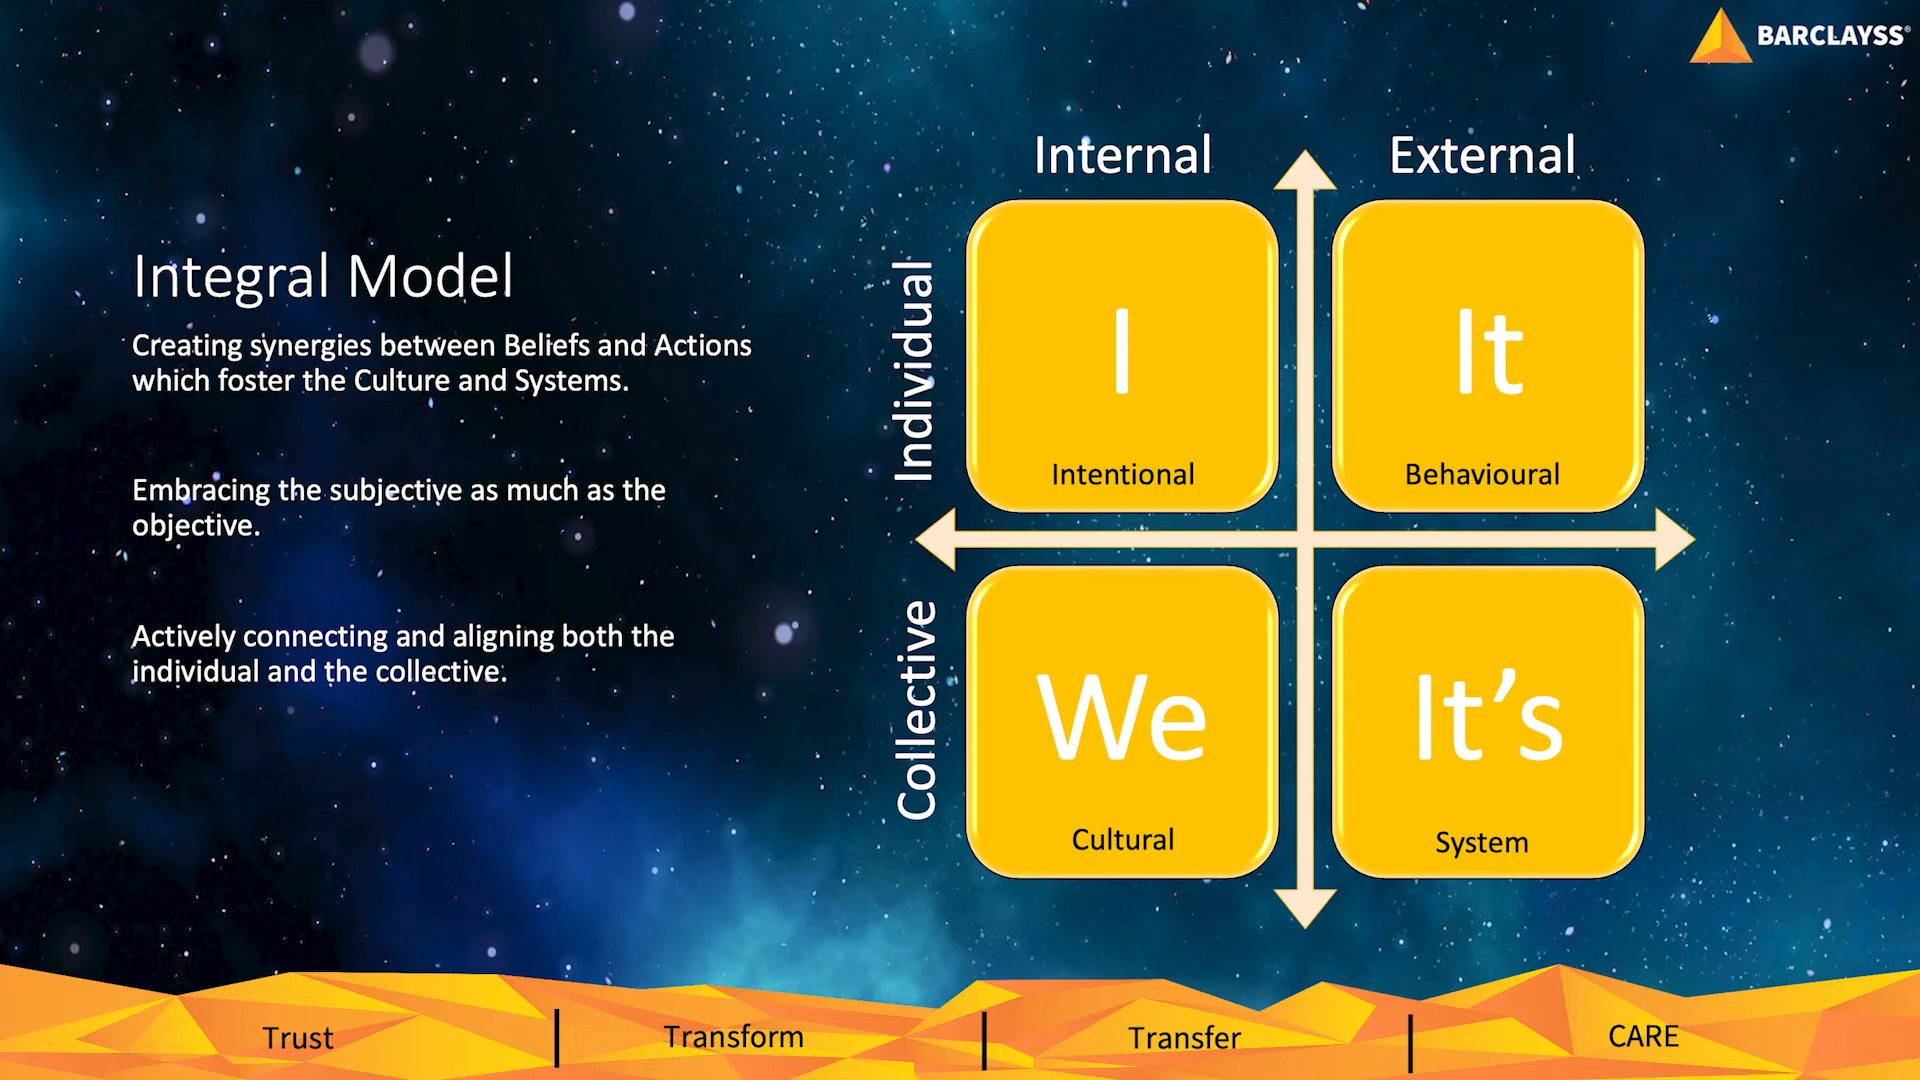 BARCLAYSS®
Internal
External
Integral Model
Creating synergies between Beliefs and Actions
which foster the Culture and Systems.
Embracing the subjective as much as the
objective.
Actively connecting and aligning both the
individual and the collective.
Individual
I
Intentional
It
Behavioural
Collective
We
Cultural
It’s
System
Trust
Transform
Transfer
CARE